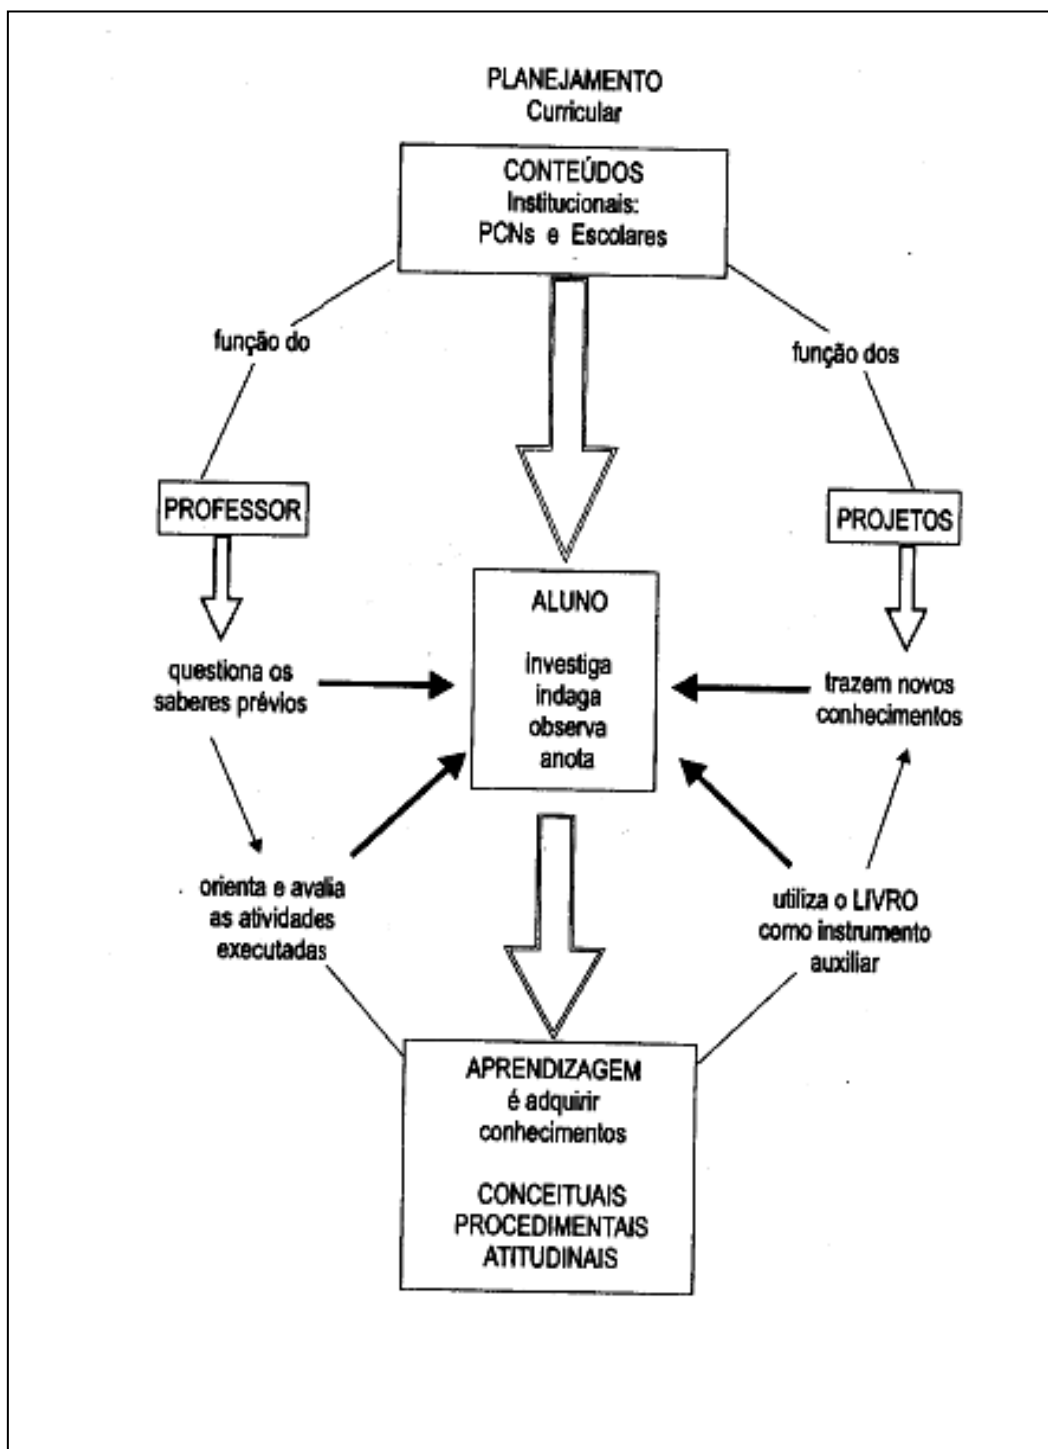 PLANEJAMENTO
Curricular
CONTEÚDOS
Institucionais:
PCNs e Escolares
função do
função dos
PROFESSOR
PROJETOS
ALUNO
investiga
indaga
observa
anota
questiona os
saberes prévios
trazem novos
conhecimentos
orienta e avalia
as atividades
executadas
utiliza o LIVRO
como instrumento
auxiliar
APRENDIZAGEM
é adquirir
conhecimentos
CONCEITUAIS
PROCEDIMENTAIS
ATITUDINAIS